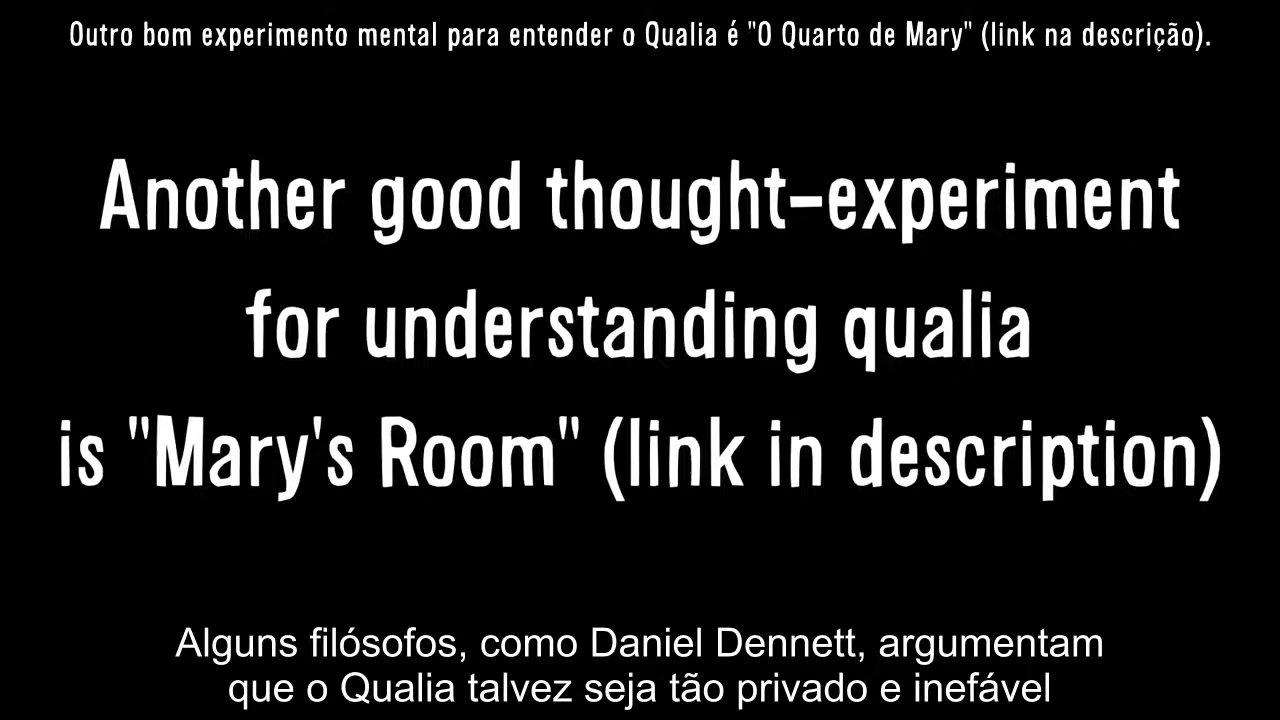 Outro bom experimento mental para entender o Qualia é "O Quarto de Mary" (link na descrição).
Another good thought-experiment
for understanding qualia
is "Mary's Room" (link in description)
Alguns filósofos, como Daniel Dennett, argumentam
que o Qualia talvez seja tão privado e inefável